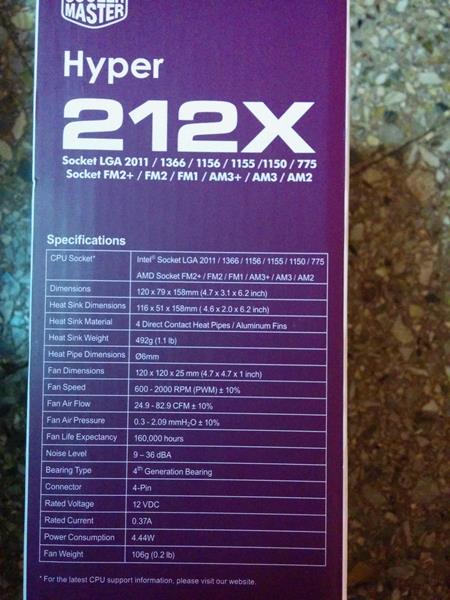 COOLER
MASTER
Hyper
212X
Socket LGA 2011 / 1366 / 1156 / 1155 /1150 / 775
Socket FM2+ / FM2 / FM1 / AM3+ / AM3 / AM2
Specifications
CPU Socket* Intel® Socket LGA 2011 / 1366 / 1156 / 1155 / 1150 / 775
AMD Socket FM2+ / FM2 / FM1 / AM3+ / AM3 / AM2
Dimensions 120 x 79 x 158mm (4.7 x 3.1 x 6.2 inch)
Heat Sink Dimensions 116 x 51 x 158mm ( 4.6 x 2.0 x 6.2 inch)
Heat Sink Material 4 Direct Contact Heat Pipes / Aluminum Fins
Heat Sink Weight 492g (1.1 lb)
Heat Pipe Dimensions Ø6mm
Fan Dimensions 120 x 120 x 25 mm (4.7 x 4.7 x 1 inch)
Fan Speed 600 - 2000 RPM (PWM) ± 10%
Fan Air Flow 24.9 - 82.9 CFM ± 10%
Fan Air Pressure 0.3 - 2.09 mmH₂O ± 10%
Fan Life Expectancy 160,000 hours
Noise Level 9 – 36 dBA
Bearing Type 4th Generation Bearing
Connector 4-Pin
Rated Voltage 12 VDC
Rated Current 0.37A
Power Consumption 4.44W
Fan Weight 106g (0.2 lb)
* For the latest CPU support information, please visit our website.